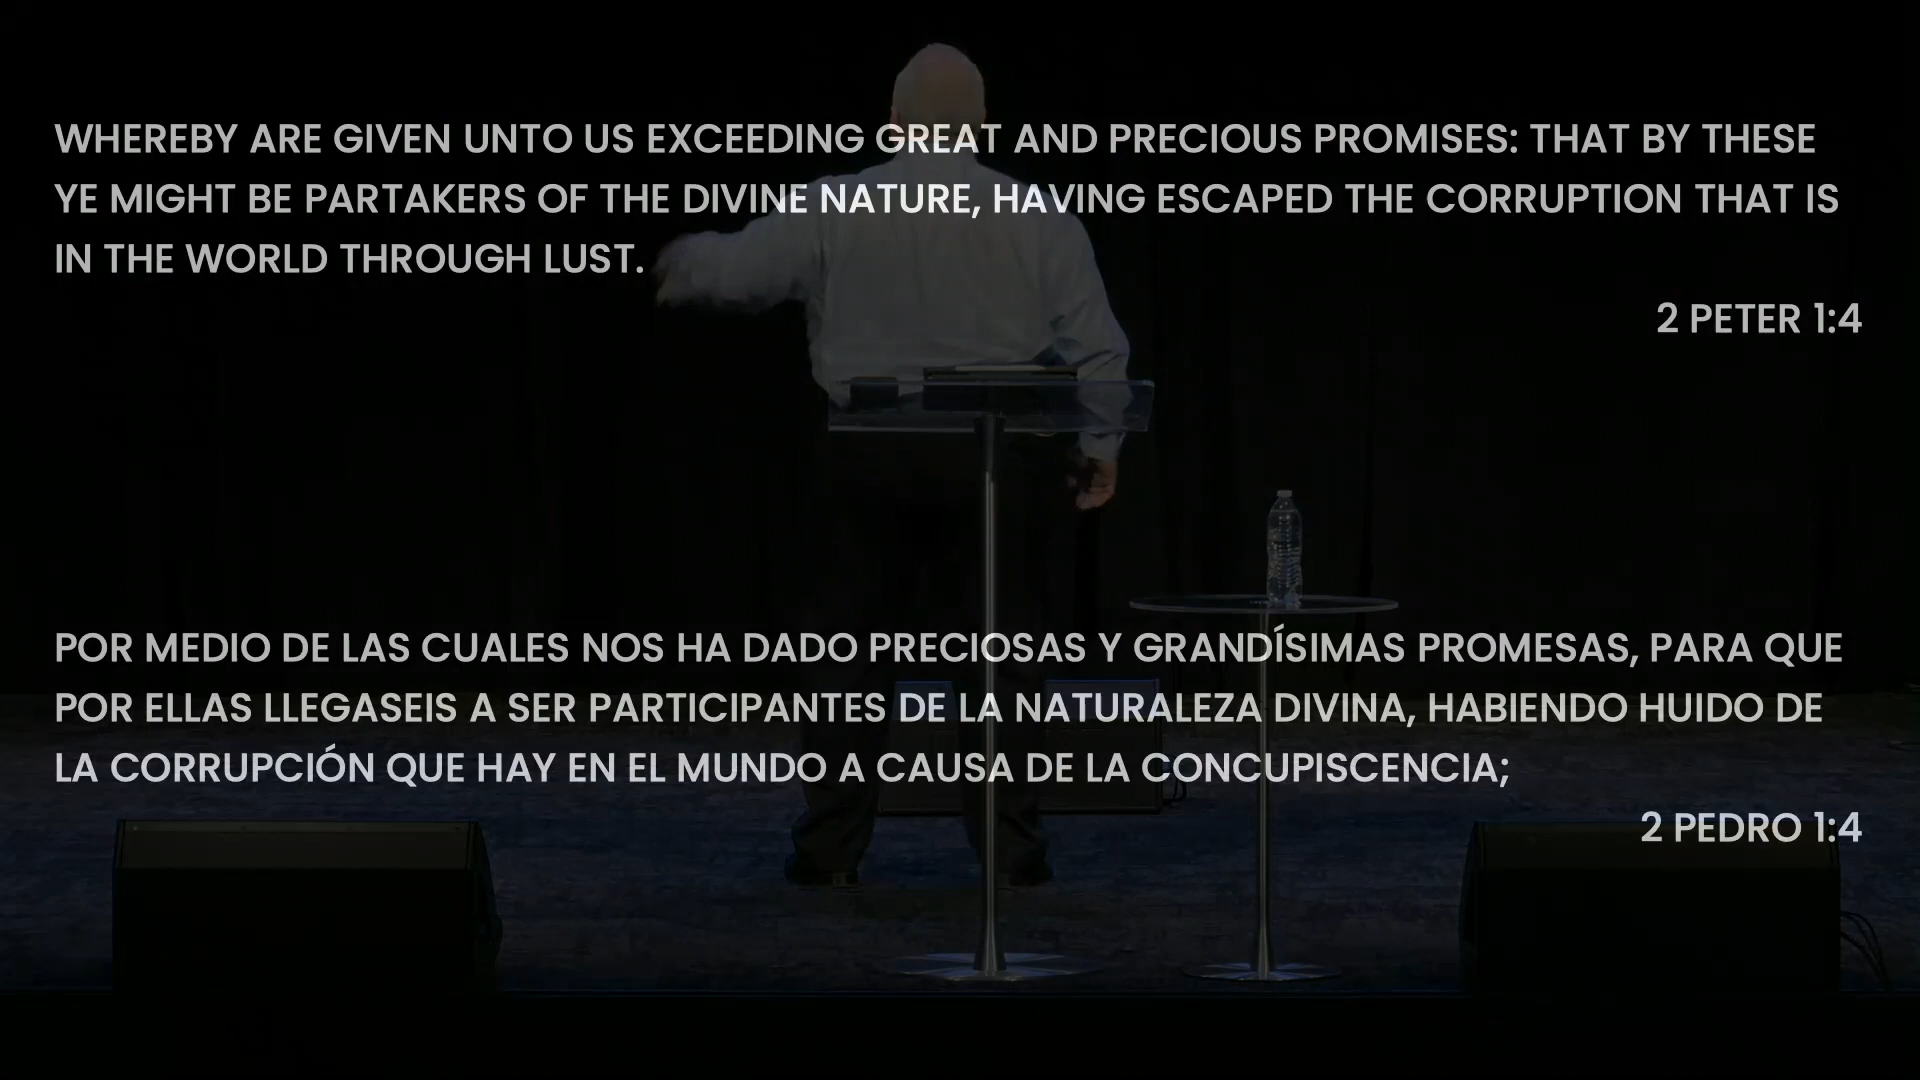 WHEREBY ARE GIVEN UNTO US EXCEEDING GREAT AND PRECIOUS PROMISES: THAT BY THESE
YE MIGHT BE PARTAKERS OF THE DIVINE NATURE, HAVING ESCAPED THE CORRUPTION THAT IS
IN THE WORLD THROUGH LUST.
2 PETER 1:4
POR MEDIO DE LAS CUALES NOS HA DADO PRECIOSAS Y GRANDÍSIMAS PROMESAS, PARA QUE
POR ELLAS LLEGASEIS A SER PARTICIPANTES DE LA NATURALEZA DIVINA, HABIENDO HUIDO DE
LA CORRUPCIÓN QUE HAY EN EL MUNDO A CAUSA DE LA CONCUPISCENCIA;
2 PEDRO 1:4